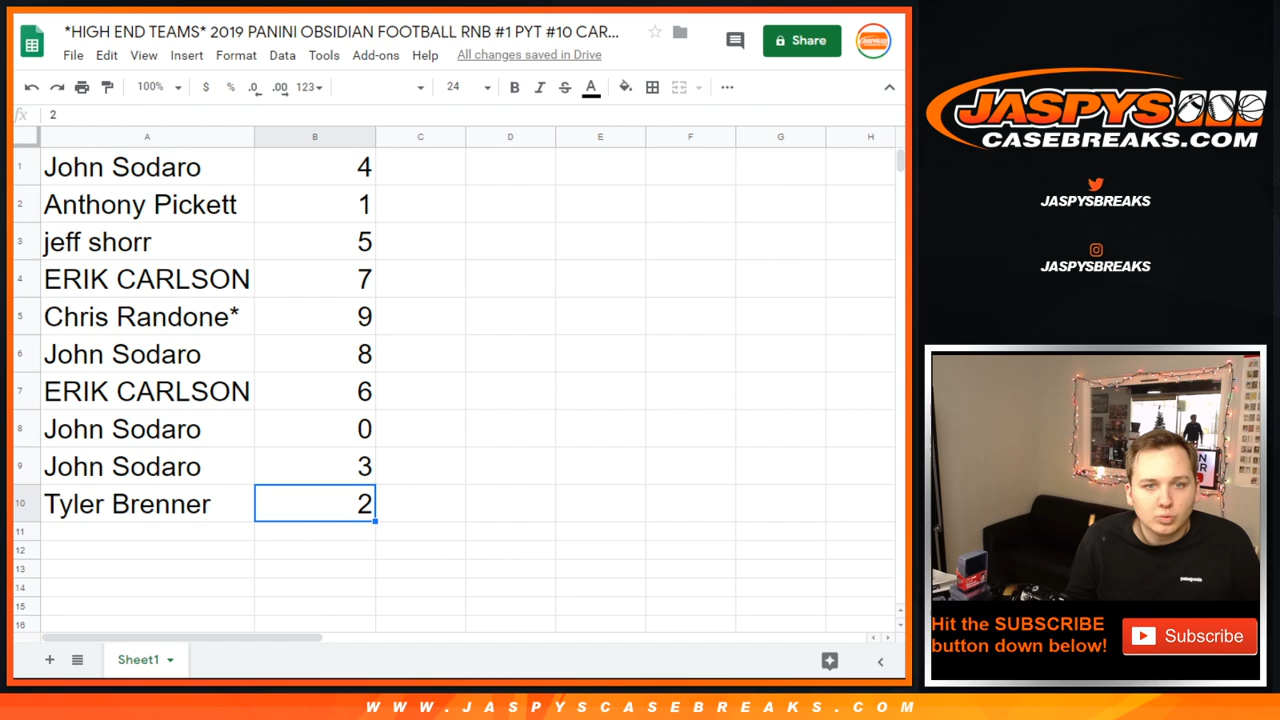 *HIGH END TEAMS* 2019 PANINI OBSIDIAN FOOTBALL RNB #1 PYT #10 CAR...
Share
File Edit View Insert Format Data Tools Add-ons Help All changes saved in Drive
100% $ % .0 .00 123 24 B I S A
fx 2
A B C D E F G H
1 John Sodaro 4
2 Anthony Pickett 1
3 jeff shorr 5
4 ERIK CARLSON 7
5 Chris Randone* 9
6 John Sodaro 8
7 ERIK CARLSON 6
8 John Sodaro 0
9 John Sodaro 3
10 Tyler Brenner 2
11
12
13
14
15
16
Sheet1
JASPYS
CASEBREAKS.COM
JASPYSBREAKS
JASPYSBREAKS
patagonia
Hit the SUBSCRIBE
button down below!
Subscribe
WWW.JASPYSCASEBREAKS.COM